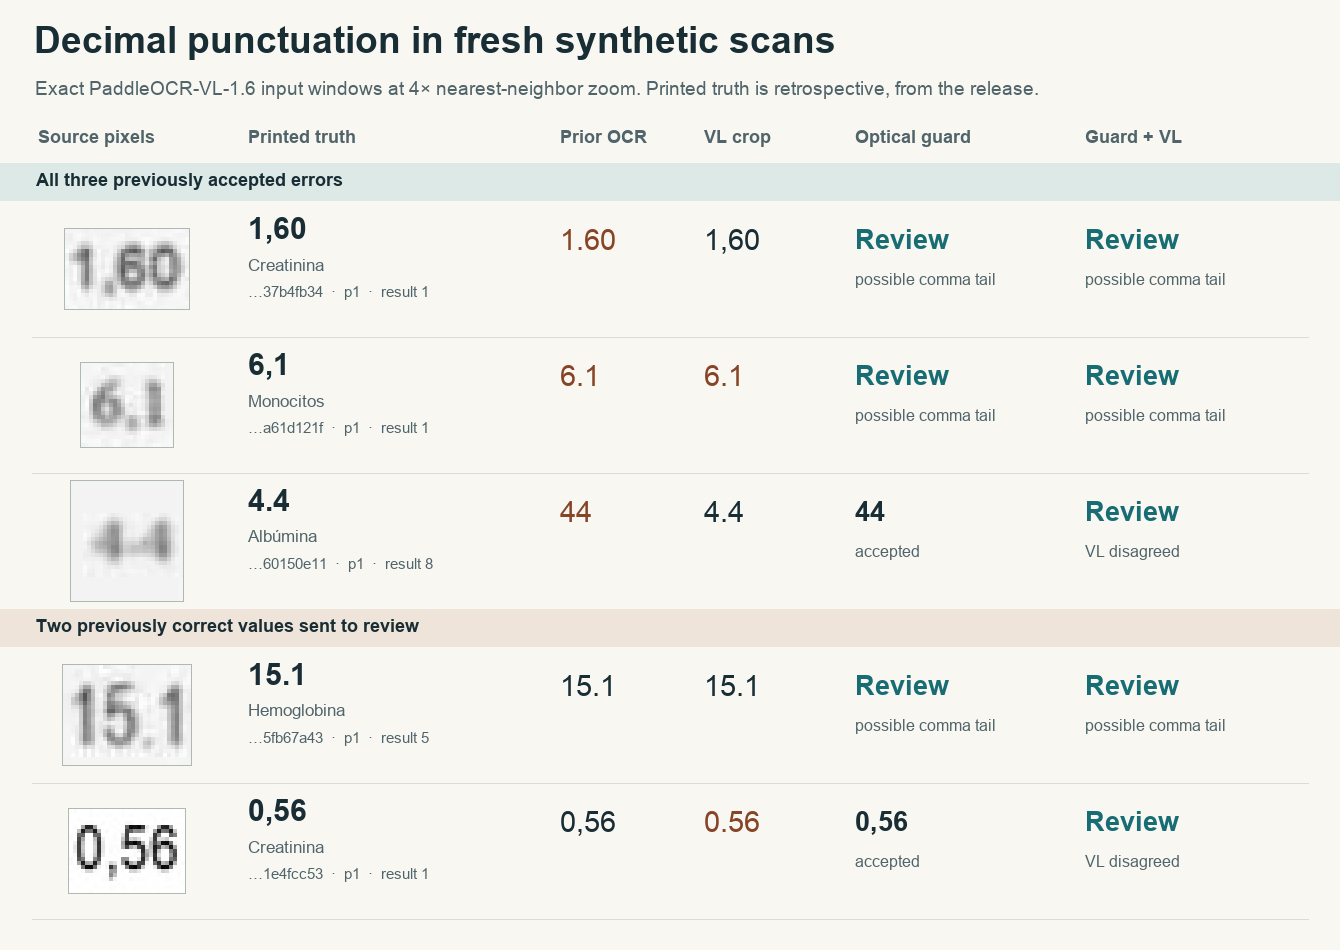 Decimal punctuation in fresh synthetic scans
Exact PaddleOCR-VL-1.6 input windows at 4× nearest-neighbor zoom. Printed truth is retrospective, from the release.
Source pixels Printed truth Prior OCR VL crop Optical guard Guard + VL
All three previously accepted errors
1,60 1,60 1.60 1,60 Review Review
Creatinina possible comma tail possible comma tail
…37b4fb34 · p1 · result 1
6,1 6,1 6.1 6.1 Review Review
Monocitos possible comma tail possible comma tail
…a61d121f · p1 · result 1
4.4 4.4 44 4.4 44 Review
Albúmina accepted VL disagreed
…60150e11 · p1 · result 8
Two previously correct values sent to review
15.1 15.1 15.1 15.1 Review Review
Hemoglobina possible comma tail possible comma tail
…5fb67a43 · p1 · result 5
0,56 0,56 0,56 0.56 0,56 Review
Creatinina accepted VL disagreed
…1e4fcc53 · p1 · result 1